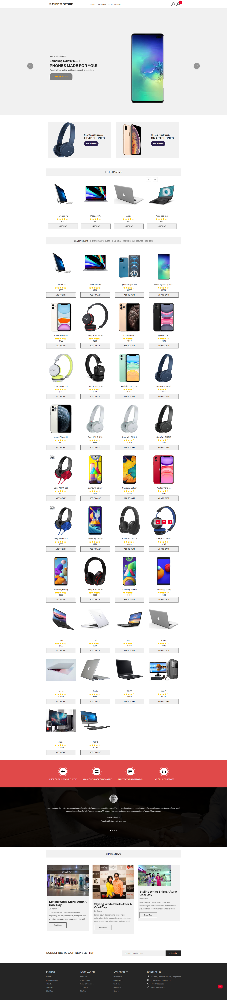 SAYED'S STORE
HOME CATEGORY BLOG CONTACT
New Inspiration 2021
Samsung Galaxy S10+
PHONES MADE FOR YOU!
Trending from mobile and headphone style collection
SHOP NOW
New Colors Introduced
HEADPHONES
SHOP NOW
Phone Device Presets
SMARTPHONES
SHOP NOW
Latest Products
i-Life Zed PC MacBookPro Apple Asus Desktop
SHOP NOW SHOP NOW SHOP NOW SHOP NOW
All Products Trending Products Special Products Featured Products
i-Life Zed PC MacBook Pro iphone 12 pro max Samsung Galaxy S10+
$760 $760 $1260
ADD TO CART ADD TO CART ADD TO CART ADD TO CART
Apple iPhone 11 Sony WH-CH510 Apple iPhone 11 Apple iPhone 11
$760 $265 $850 $290
ADD TO CART ADD TO CART ADD TO CART ADD TO CART
Sony WH-CH510 Sony WH-CH510 Apple iPhone 11 Pro Sony WH-CH510
$250 $365 $385 $475
ADD TO CART ADD TO CART ADD TO CART ADD TO CART
Apple iPhone 11 Sony WH-CH510 Sony WH-CH510 Sony WH-CH510
$600 $650 $320
ADD TO CART ADD TO CART ADD TO CART ADD TO CART
EXTRA BASS
Sony WH-CH510 Samsung Galaxy Samsung Galaxy Apple iPhone 11
$400 $550
ADD TO CART ADD TO CART ADD TO CART ADD TO CART
EXTRA BASS
Sony WH-CH510 Samsung Galaxy Sony WH-CH510 Sony WH-CH510
$630 $270 $250
ADD TO CART ADD TO CART ADD TO CART ADD TO CART
Samsung Galaxy Sony WH-CH510 Samsung Galaxy Samsung Galaxy
$500 $700 $450 $460
ADD TO CART ADD TO CART ADD TO CART ADD TO CART
DELL Dell DELL Apple
$400 $350 $450 $800
ADD TO CART ADD TO CART ADD TO CART ADD TO CART
Apple Apple ACER ASUS
$1500 $850 $1200
ADD TO CART ADD TO CART ADD TO CART ADD TO CART
Apple ASUS
$2500 $1100
ADD TO CART ADD TO CART
FREE SHIPPING WORLD WIDE 100% MONEY BACK GUARANTEE MANY PAYMENT GATWAYS 24/7 ONLINE SUPPORT
Lorem, ipsum dolor sit amet consectetur adipisicing elit. Recusandae fuga hic nesciunt tempore quibusdam consequatur eligendi unde officia ex quae.ipsum dolor sit amet
consectetur adipisicing elit. Recusandae fuga hic nesciunt tempore quibusdam consequatur eligendi unde officia ex quae.
Michael Gale
Founder at first penny Investments
Phone News
Styling White Shirts After A
Cool Day
By Admin
Lorem ipsum dolor sit amet consectetur
adipisicing elit. Illo praesentium, numquam non
provident rem sed minus natus unde vel modi!
Read More
Styling White Shirts After A
Cool Day
By Admin
Lorem ipsum dolor sit amet consectetur
adipisicing elit. Illo praesentium, numquam non
provident rem sed minus natus unde vel modi!
Read More
Styling White Shirts After A
Cool Day
By Admin
Lorem ipsum dolor sit amet consectetur
adipisicing elit. Illo praesentium, numquam non
provident rem sed minus natus unde vel modi!
Read More
SUBSCRIBE TO OUR NEWSLETTER
Enter your email address
subscribe
EXTRAS
Brands
Gift Certificates
Affiliate
Specials
Site Map
INFORMATION
About Us
Privacy Policy
Terms & Conditions
Contact Us
Site Map
MY ACCOUNT
My Account
Order History
Wish List
Newsletter
Returns
CONTACT US
Dhaka, Bangladesh
Dhaka Bangladesh